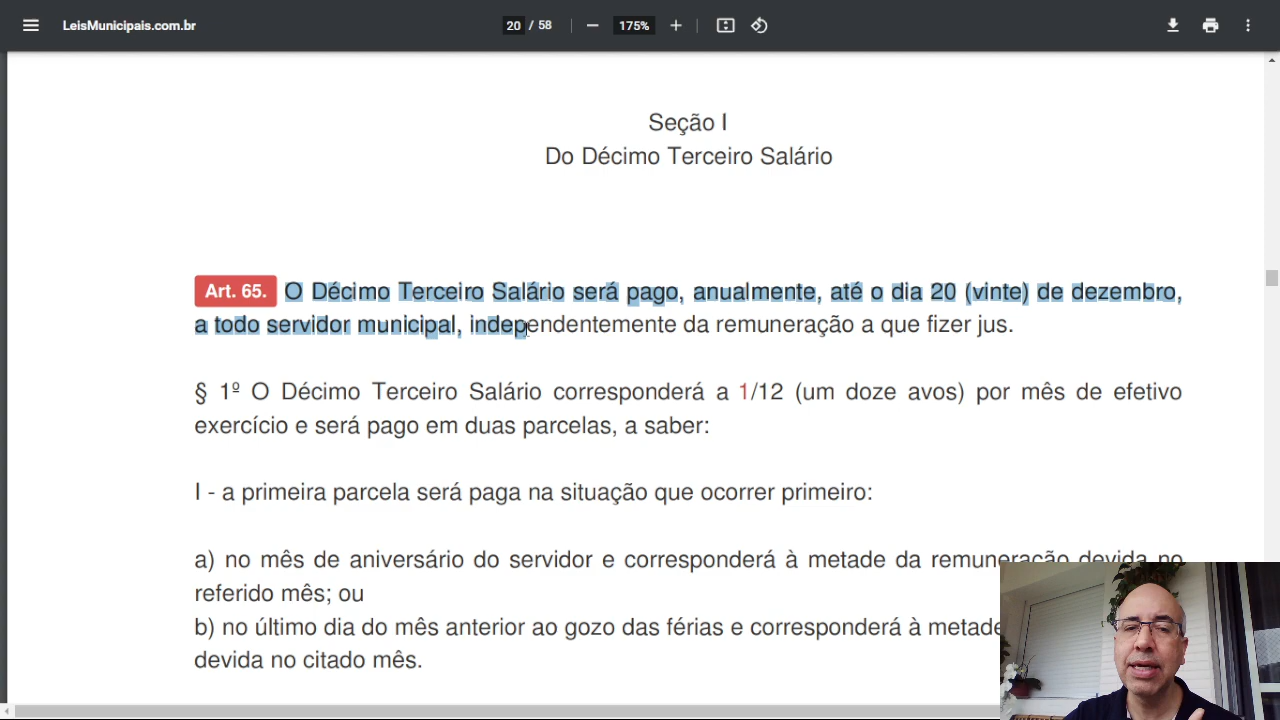 LeisMunicipais.com.br
20 / 58
175%
Seção I
Do Décimo Terceiro Salário
Art. 65. O Décimo Terceiro Salário será pago, anualmente, até o dia 20 (vinte) de dezembro,
a todo servidor municipal, independentemente da remuneração a que fizer jus.
§ 1º O Décimo Terceiro Salário corresponderá a 1/12 (um doze avos) por mês de efetivo
exercício e será pago em duas parcelas, a saber:
I - a primeira parcela será paga na situação que ocorrer primeiro:
a) no mês de aniversário do servidor e corresponderá à metade da remuneração devida no
referido mês; ou
b) no último dia do mês anterior ao gozo das férias e corresponderá à metade
devida no citado mês.